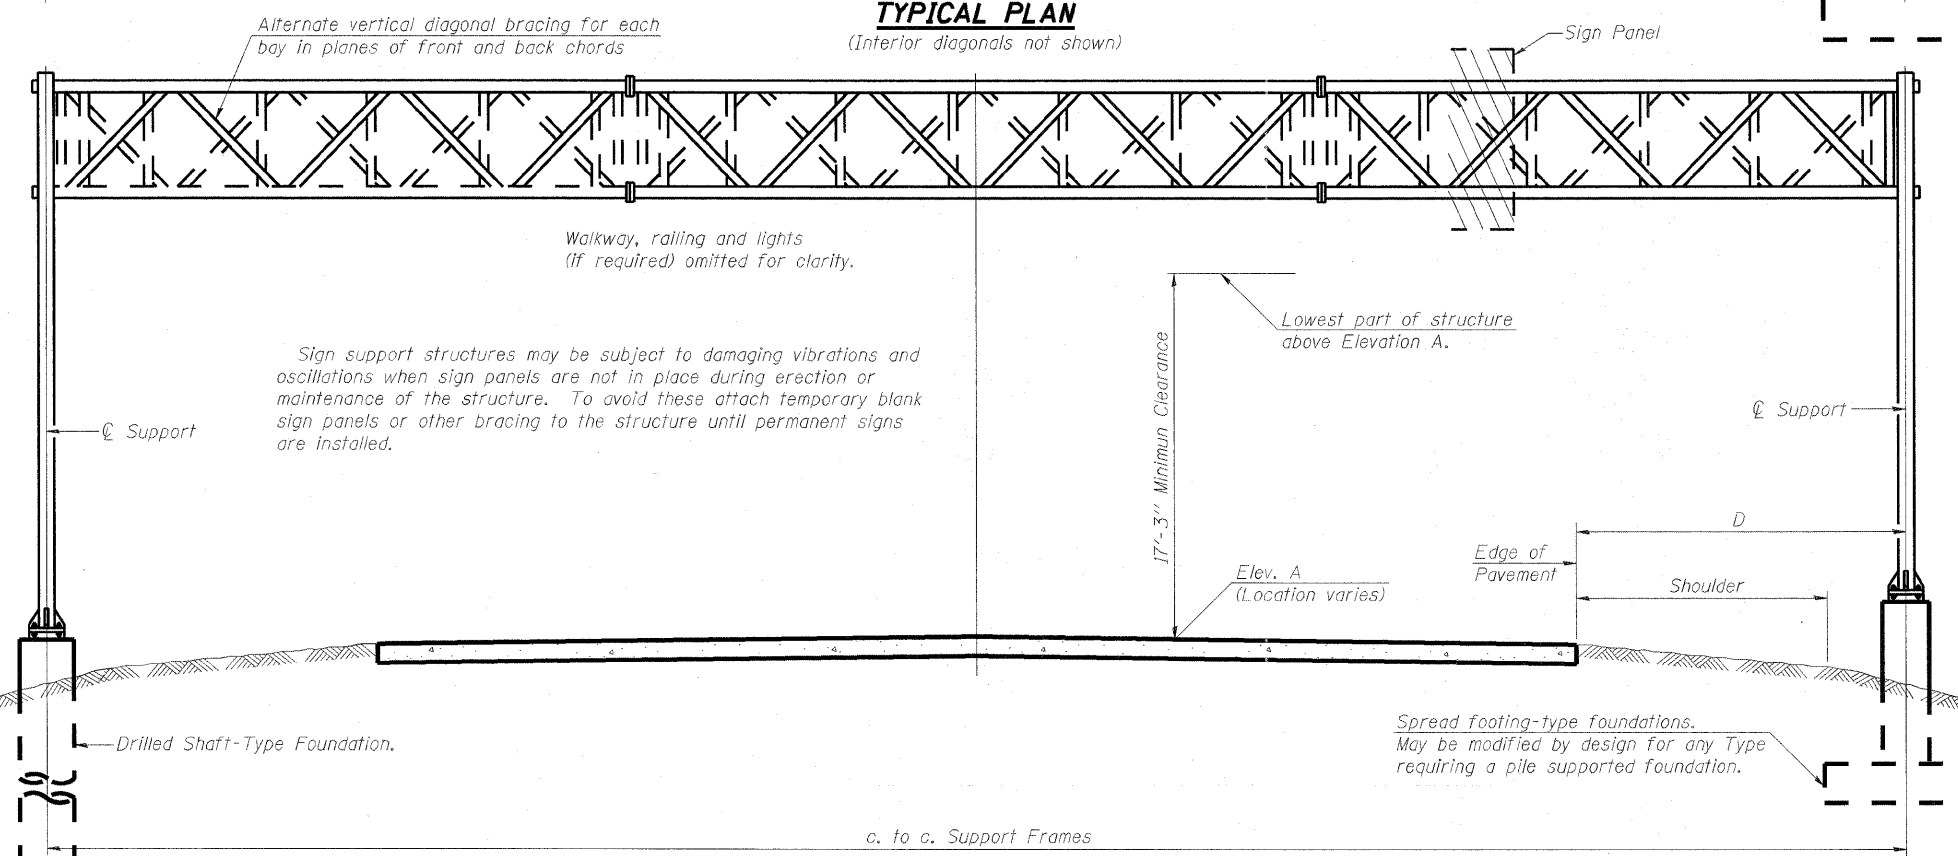 TYPICAL PLAN
(Interior diagonals not shown)
Alternate vertical diagonal bracing for each
bay in planes of front and back chords
Sign Panel
Walkway, railing and lights
(if required) omitted for clarity.
Lowest part of structure
above Elevation A.
Sign support structures may be subject to damaging vibrations and
oscillations when sign panels are not in place during erection or
maintenance of the structure. To avoid these attach temporary blank
sign panels or other bracing to the structure until permanent signs
are installed.
17'-3" Minimun Clearance
℄ Support
℄ Support
D
Edge of
Pavement
Shoulder
Elev. A
(Location varies)
Drilled Shaft-Type Foundation.
Spread footing-type foundations.
May be modified by design for any Type
requiring a pile supported foundation.
c. to c. Support Frames